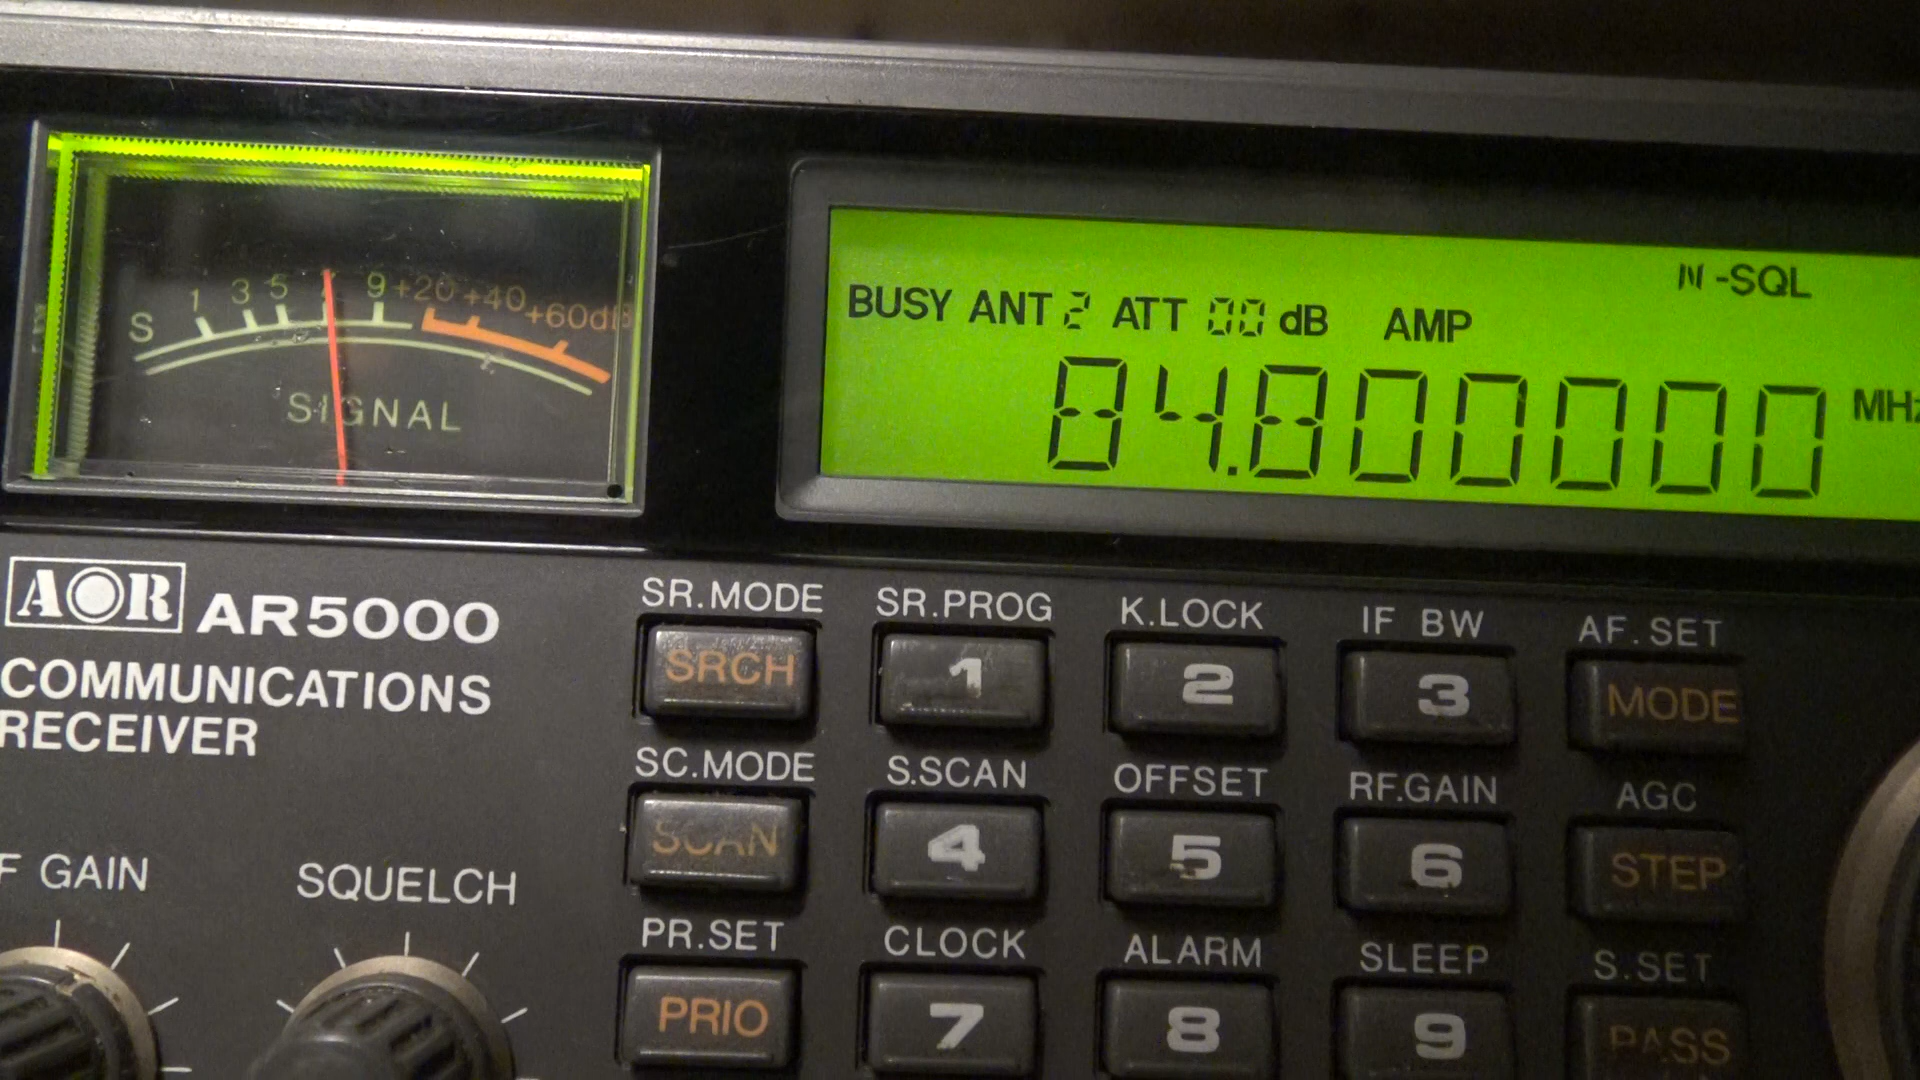 S 1 3 5 7 9 +20 +40 +60dB
SIGNAL
N-SQL
BUSY ANT 2 ATT 00 dB AMP
84.800000 MHz
AOR AR5000
COMMUNICATIONS
RECEIVER
SR.MODE SR.PROG K.LOCK IF BW AF.SET
SRCH 1 2 3 MODE
SC.MODE S.SCAN OFFSET RF.GAIN AGC
SCAN 4 5 6 STEP
F GAIN SQUELCH
PR.SET CLOCK ALARM SLEEP S.SET
PRIO 7 8 9 PASS